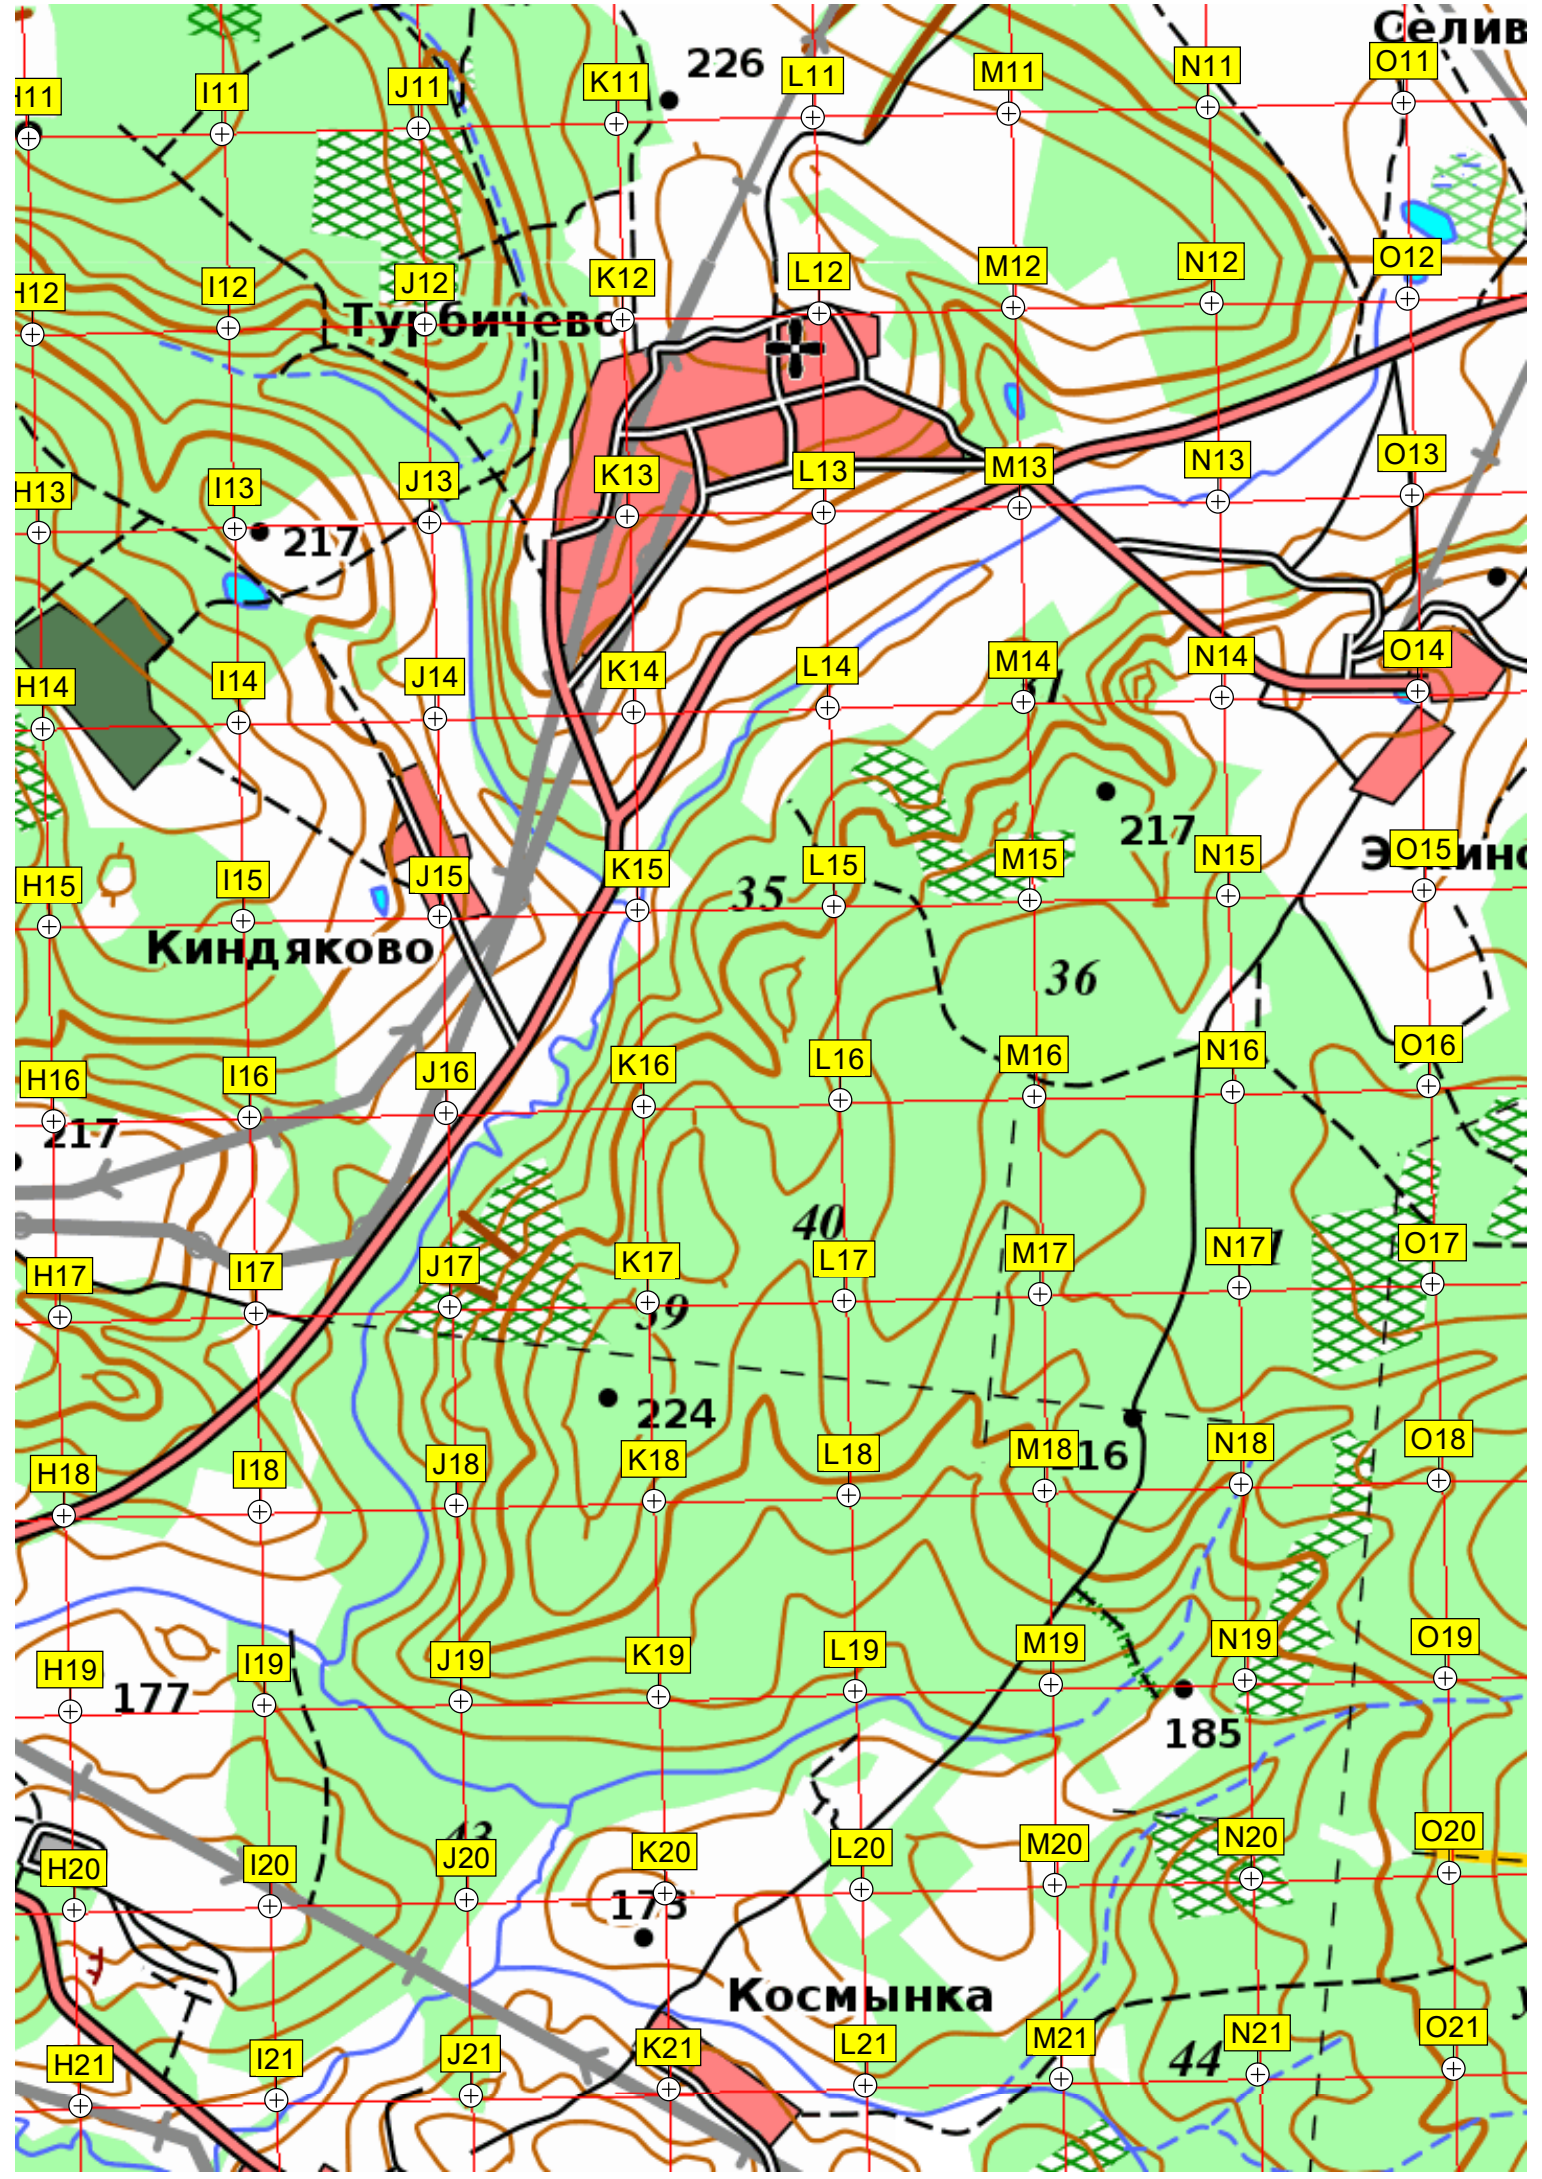 Селив
226
H11 I11 J11 K11 L11 M11 N11 O11
H12 I12 J12 K12 L12 M12 N12 O12
Турбичево
H13 I13 J13 K13 L13 M13 N13 O13
217
H14 I14 J14 K14 L14 M14 N14 O14
217
H15 I15 J15 K15 L15 M15 N15 O15
35
Киндяково
36
H16 I16 J16 K16 L16 M16 N16 O16
217
40
H17 I17 J17 K17 L17 M17 N17 O17
39
224
H18 I18 J18 K18 L18 M18 N18 O18
216
H19 I19 J19 K19 L19 M19 N19 O19
177
185
43
H20 I20 J20 K20 L20 M20 N20 O20
173
Космынка
44
H21 I21 J21 K21 L21 M21 N21 O21